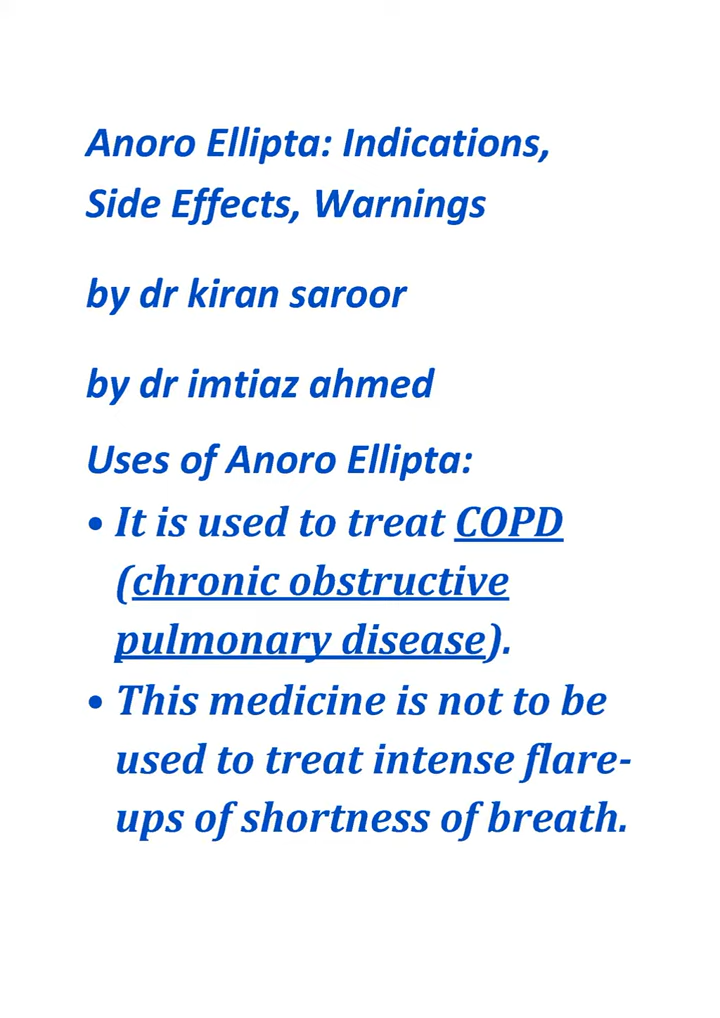 Anoro Ellipta: Indications,
Side Effects, Warnings
by dr kiran saroor
by dr imtiaz ahmed
Uses of Anoro Ellipta:
• It is used to treat COPD
(chronic obstructive
pulmonary disease).
• This medicine is not to be
used to treat intense flare-
ups of shortness of breath.